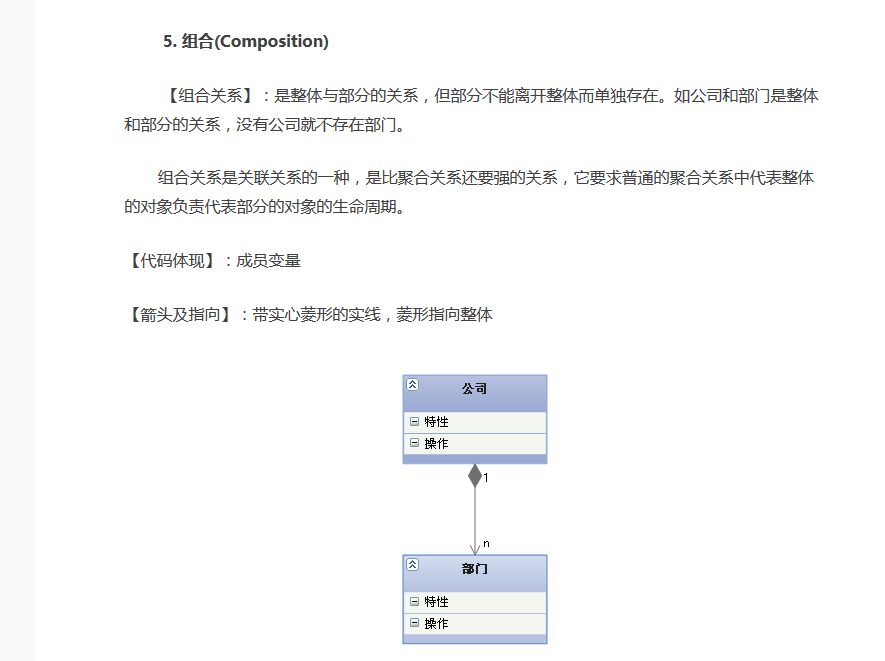 5. 组合(Composition)
【组合关系】：是整体与部分的关系，但部分不能离开整体而单独存在。如公司和部门是整体
和部分的关系，没有公司就不存在部门。
组合关系是关联关系的一种，是比聚合关系还要强的关系，它要求普通的聚合关系中代表整体
的对象负责代表部分的对象的生命周期。
【代码体现】：成员变量
【箭头及指向】：带实心菱形的实线，菱形指向整体
公司
特性
操作
1
n
部门
特性
操作